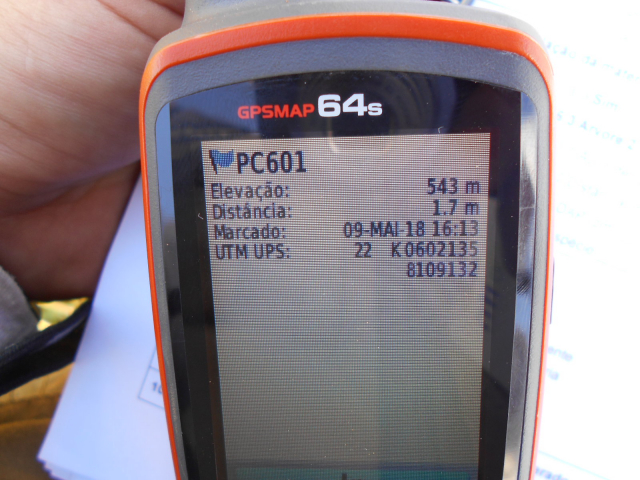 GPSMAP 64s
PC601
Elevação: 543 m
Distância: 1.7 m
Marcado: 09-MAI-18 16:13
UTM UPS: 22 K 0602135
8109132